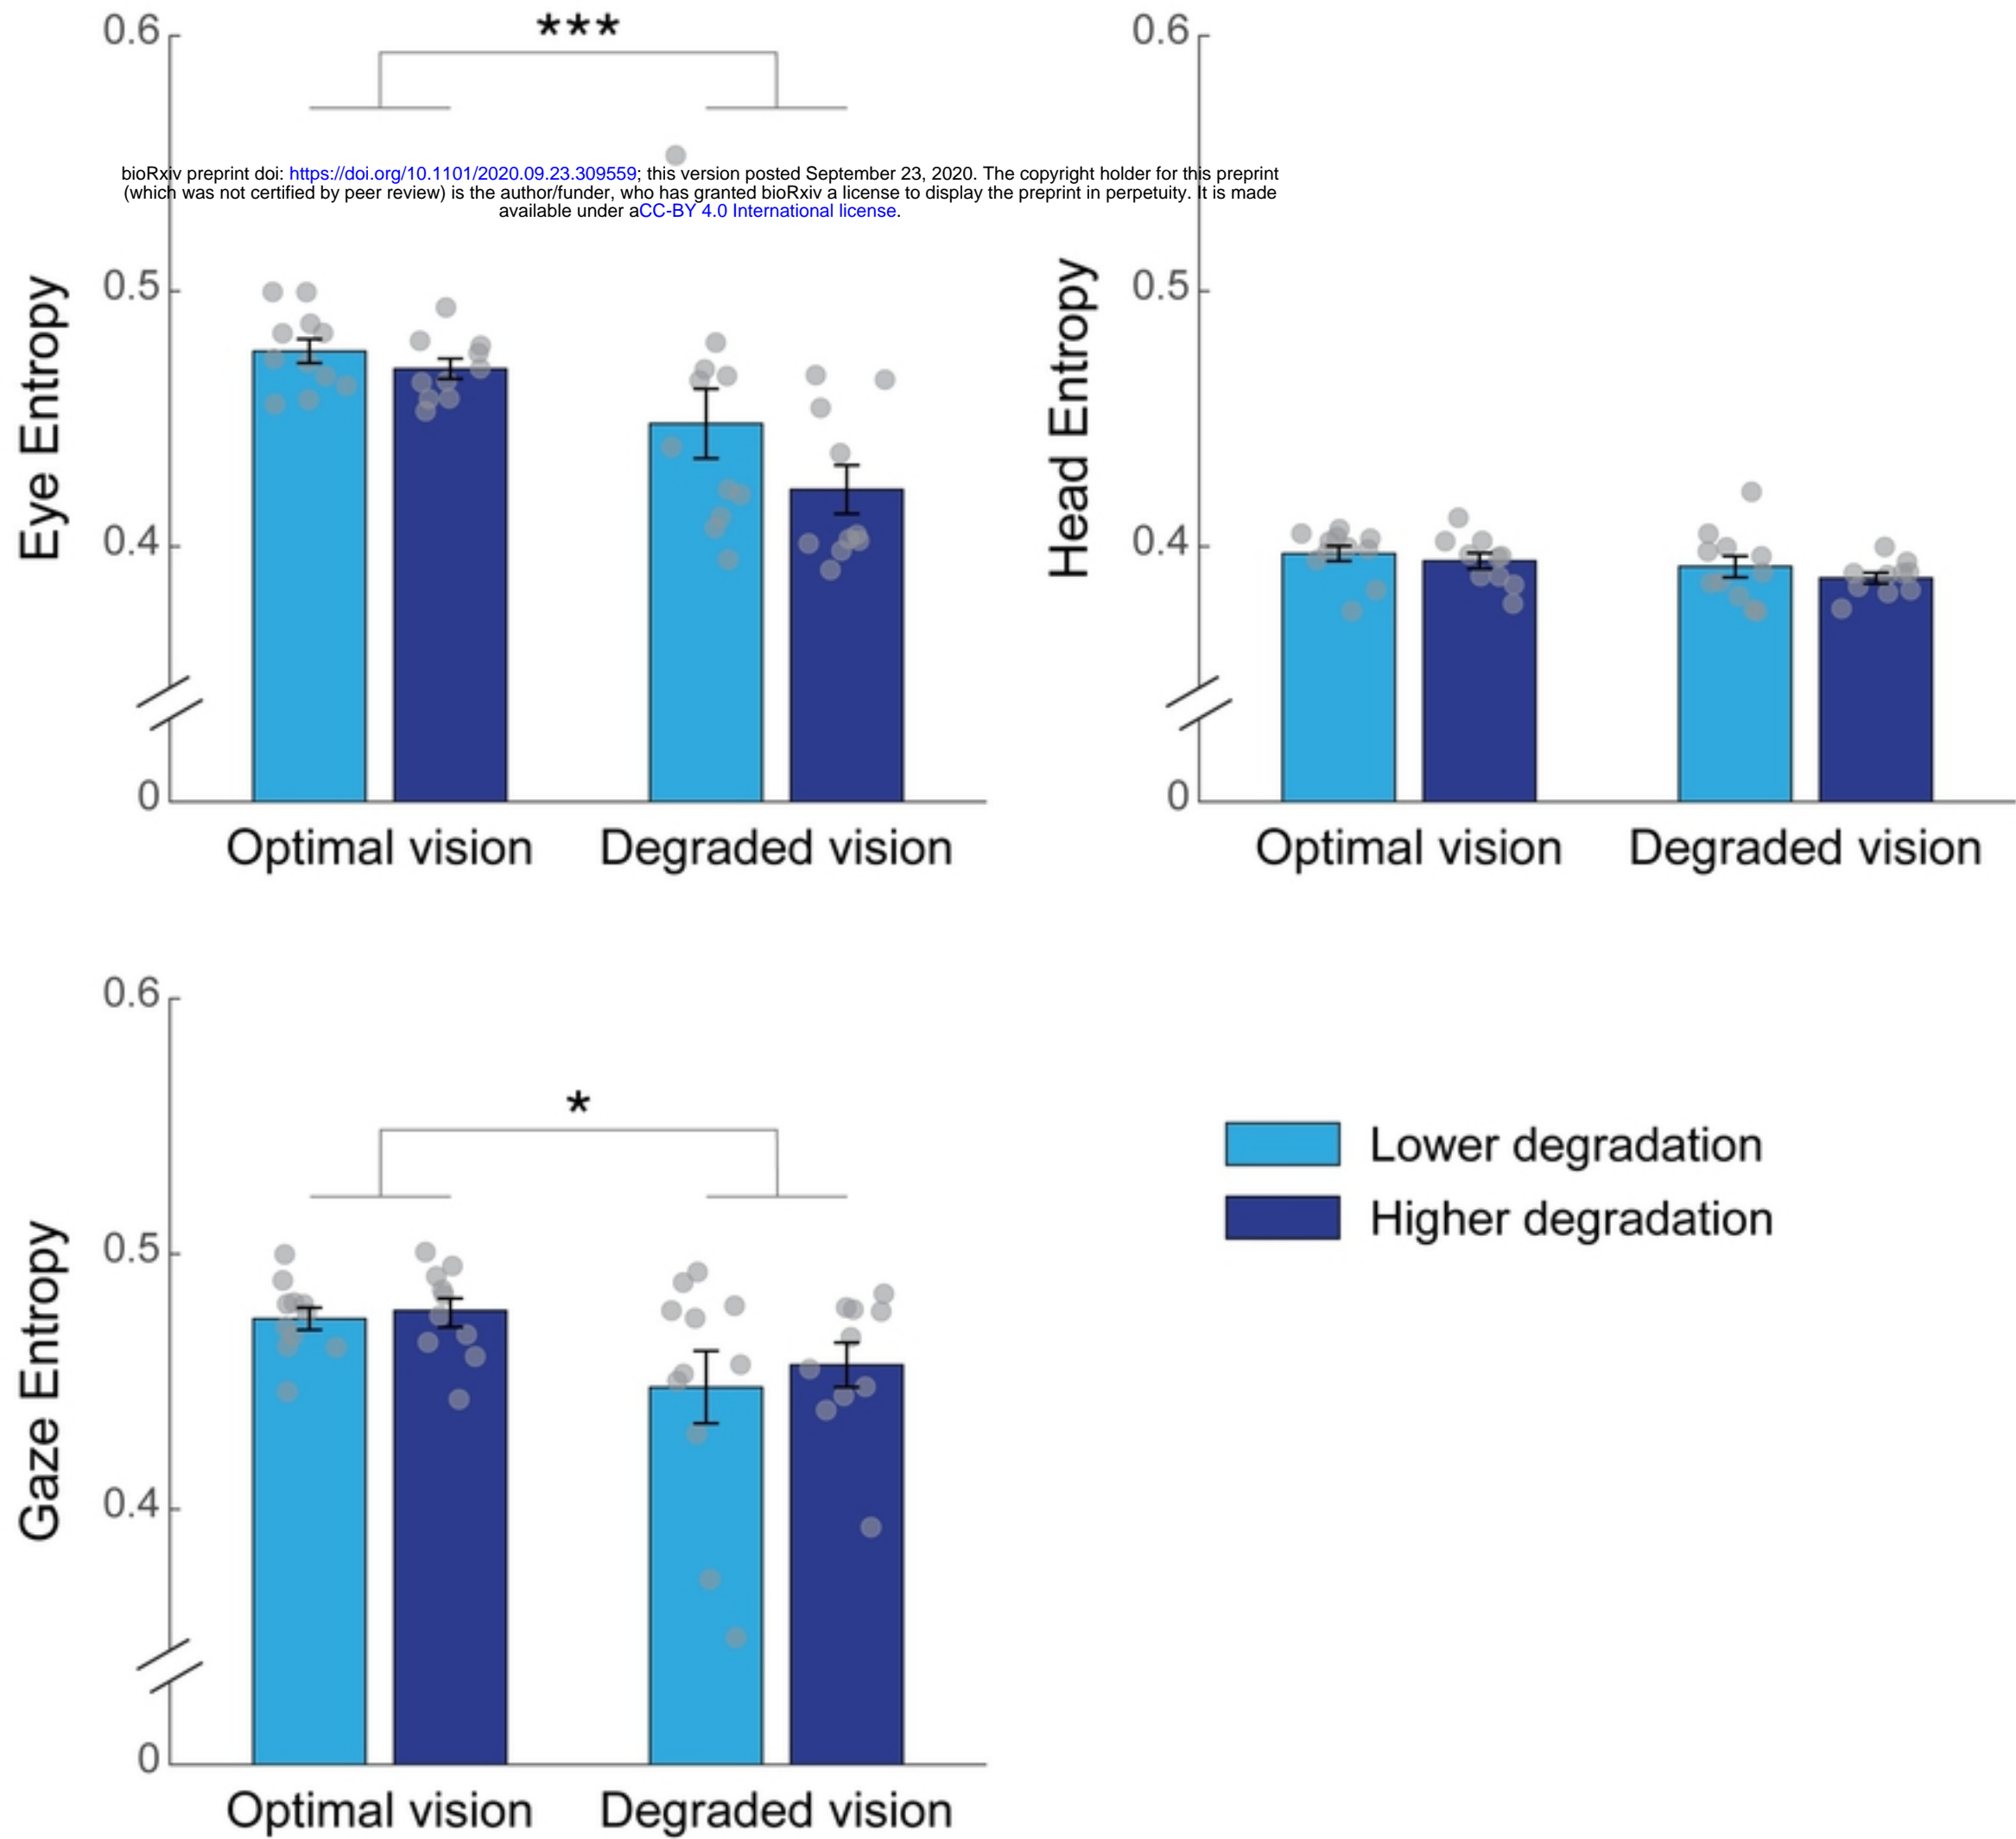 ***
0.6
0.5
0.4
0
Eye Entropy
Optimal vision Degraded vision
0.6
0.5
0.4
0
Head Entropy
Optimal vision Degraded vision
bioRxiv preprint doi: https://doi.org/10.1101/2020.09.23.309559; this version posted September 23, 2020. The copyright holder for this preprint
(which was not certified by peer review) is the author/funder, who has granted bioRxiv a license to display the preprint in perpetuity. It is made
available under aCC-BY 4.0 International license.
*
0.6
0.5
0.4
0
Gaze Entropy
Optimal vision Degraded vision
Lower degradation
Higher degradation